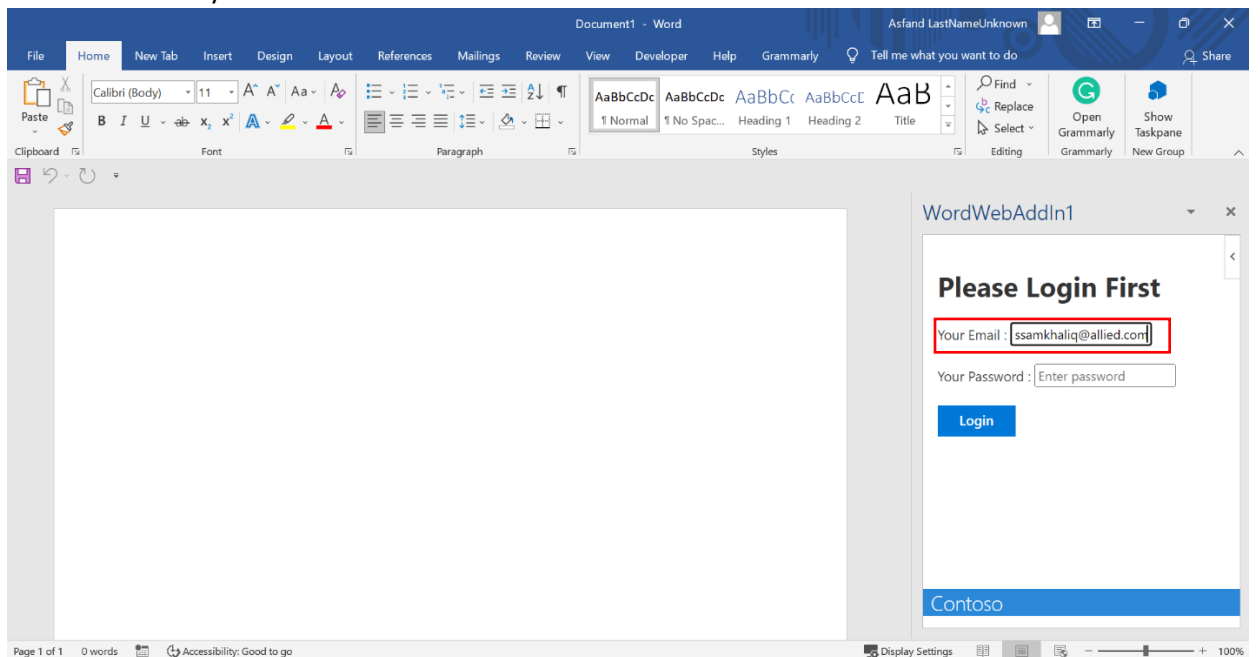 Document1 - Word
Asfand LastNameUnknown
File Home New Tab Insert Design Layout References Mailings Review View Developer Help Grammarly Tell me what you want to do Share
Paste
Calibri (Body) 11 A^ A˅ Aa
B I U ab x₂ x² A A
AaBbCcDc AaBbCcDc AaBbCc AaBbCcD AaB
¶ Normal ¶ No Spac... Heading 1 Heading 2 Title
Find
Replace
Select
Open Grammarly
Show Taskpane
Clipboard Font Paragraph Styles Editing Grammarly New Group
WordWebAddIn1
Please Login First
Your Email : ssamkhaliq@allied.com
Your Password : Enter password
Login
Contoso
Page 1 of 1 0 words Accessibility: Good to go Display Settings 100%